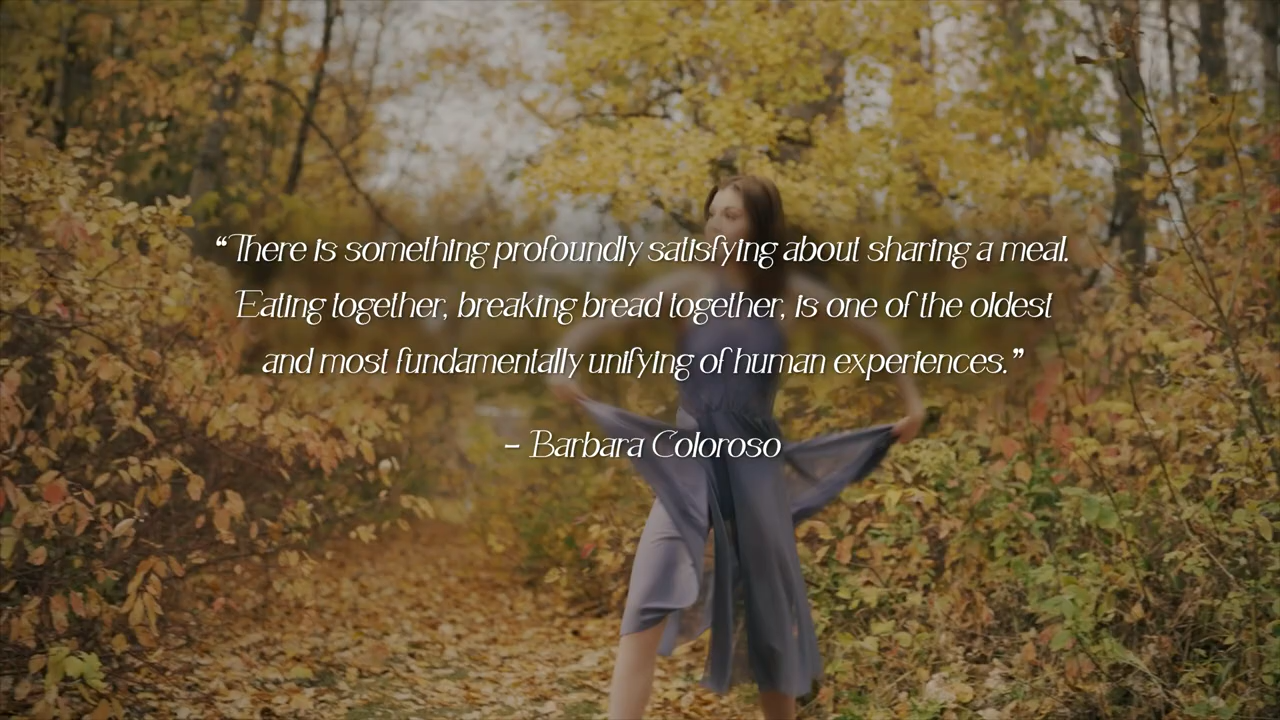 “There is something profoundly satisfying about sharing a meal.
Eating together, breaking bread together, is one of the oldest
and most fundamentally unifying of human experiences.”
– Barbara Coloroso